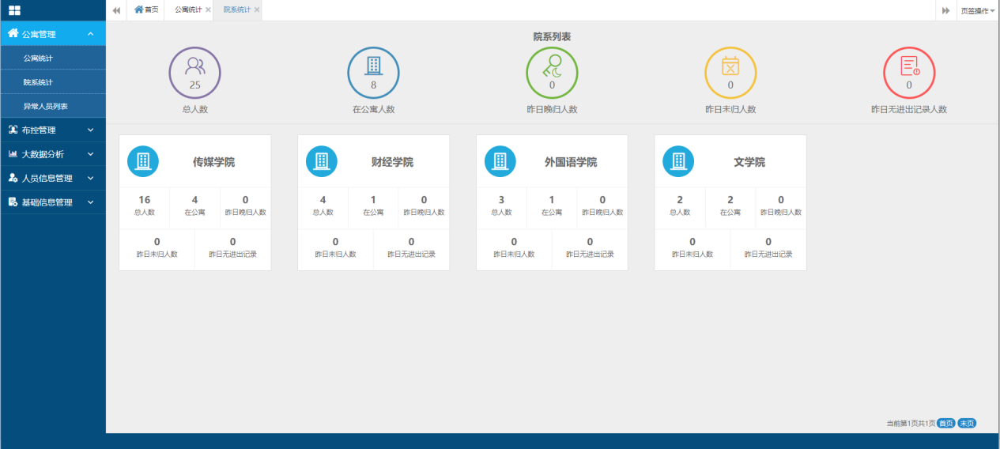 首页
公寓统计
院系统计
页签操作
公寓管理
公寓统计
院系统计
异常人员列表
布控管理
大数据分析
人员信息管理
基础信息管理
院系列表
25
总人数
8
在公寓人数
0
昨日晚归人数
0
昨日未归人数
0
昨日无进出记录人数
传媒学院
16 4 0
总人数 在公寓 昨日晚归人数
0 0
昨日未归人数 昨日无进出记录
财经学院
4 1 0
总人数 在公寓 昨日晚归人数
0 0
昨日未归人数 昨日无进出记录
外国语学院
3 1 0
总人数 在公寓 昨日晚归人数
0 0
昨日未归人数 昨日无进出记录
文学院
2 2 0
总人数 在公寓 昨日晚归人数
0 0
昨日未归人数 昨日无进出记录
当前第1页共1页 首页 末页